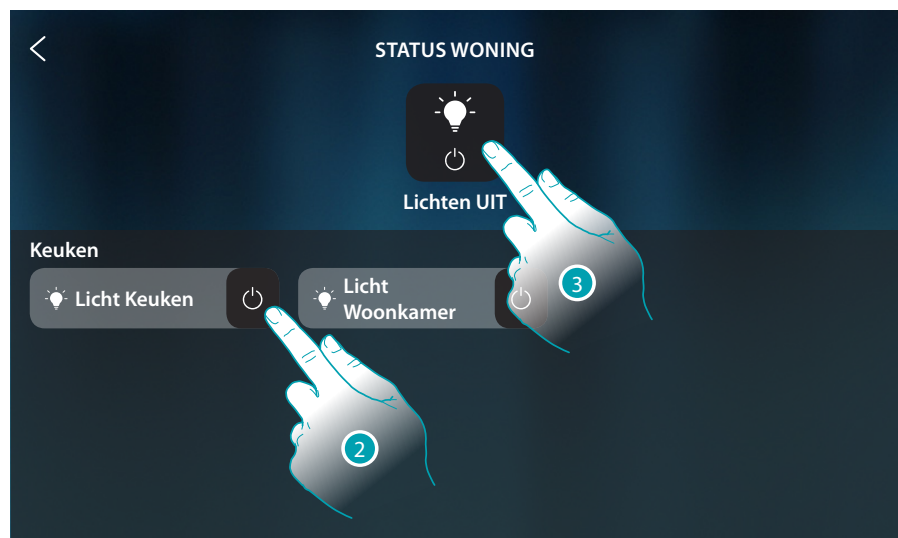 STATUS WONING
Lichten UIT
Keuken
Licht Keuken
Licht
Woonkamer
3
2